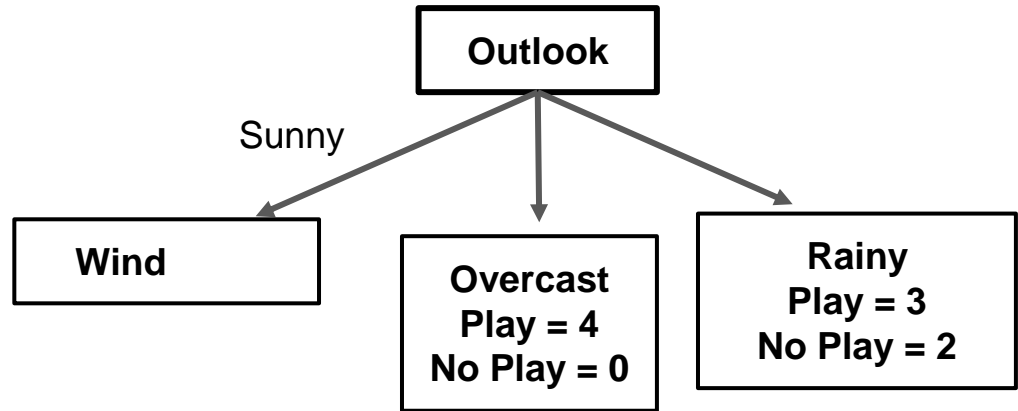 Outlook
Sunny
Wind
Overcast
Play = 4
No Play = 0
Rainy
Play = 3
No Play = 2